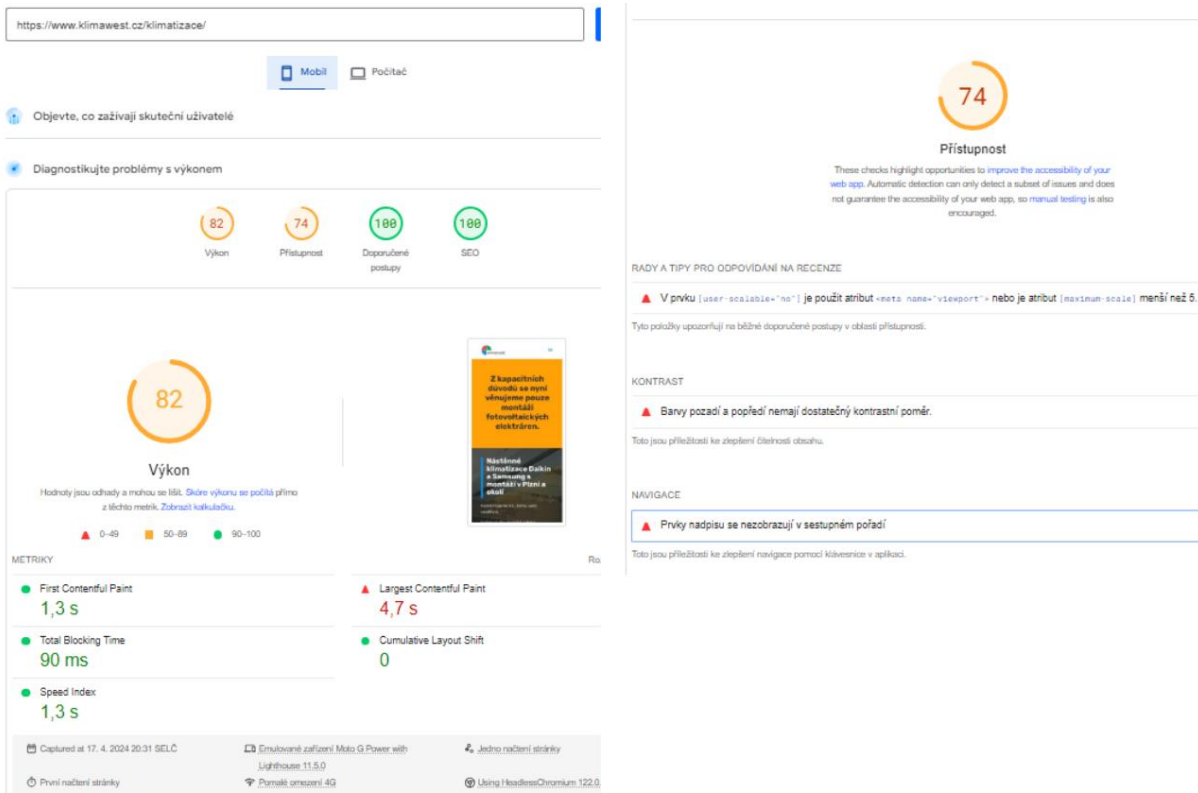 https://www.klimawest.cz/klimatizace/
Mobil
Počítač
Objevte, co zažívají skuteční uživatelé
Diagnostikujte problémy s výkonem
82
74
100
100
Výkon
Přístupnost
Doporučené
postupy
SEO
82
Výkon
Hodnoty jsou odhady a mohou se lišit. Skóre výkonu se počítá přímo
z těchto metrik. Zobrazit kalkulačku.
0–49
50–89
90–100
Z kapacitních
důvodů se nyní
věnujeme pouze
montáži
fotovoltaických
elektráren.
Nástěnné
klimatizace Daikin
a Samsung s
montáží v Plzni a
okolí
METRIKY
Ro
First Contentful Paint
1,3 s
Largest Contentful Paint
4,7 s
Total Blocking Time
90 ms
Cumulative Layout Shift
0
Speed Index
1,3 s
Captured at 17. 4. 2024 20:31 SELČ
Emulované zařízení Moto G Power with
Lighthouse 11.5.0
Jedno načtení stránky
První načtení stránky
Pomalé omezení 4G
Using HeadlessChromium 122.0.
74
Přístupnost
These checks highlight opportunities to improve the accessibility of your
web app. Automatic detection can only detect a subset of issues and does
not guarantee the accessibility of your web app, so manual testing is also
encouraged.
RADY A TIPY PRO ODPOVÍDÁNÍ NA RECENZE
V prvku [user-scalable="no"] je použit atribut <meta name="viewport"> nebo je atribut [maximum-scale] menší než 5.
Tyto položky upozorňují na běžné doporučené postupy v oblasti přístupnosti.
KONTRAST
Barvy pozadí a popředí nemají dostatečný kontrastní poměr.
Toto jsou příležitosti ke zlepšení čitelnosti obsahu.
NAVIGACE
Prvky nadpisu se nezobrazují v sestupném pořadí
Toto jsou příležitosti ke zlepšení navigace pomocí klávesnice v aplikaci.